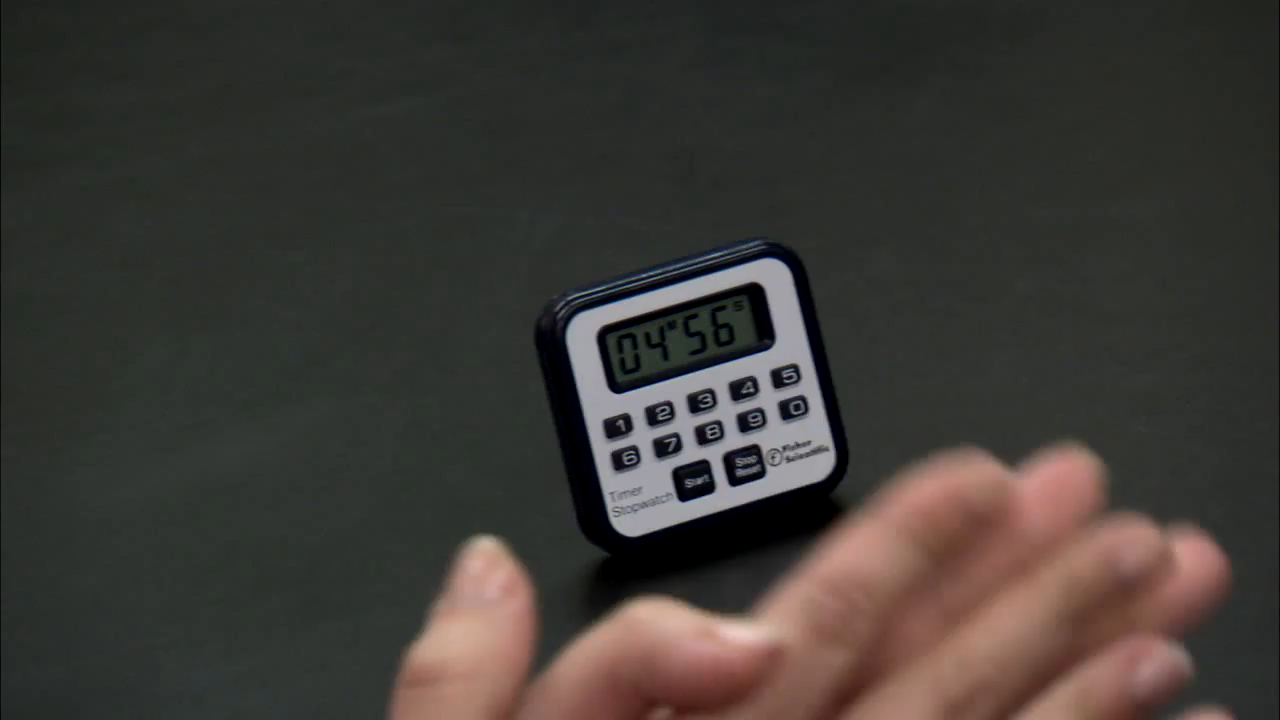 04M56S
1 2 3 4 5
6 7 8 9 0
Start Stop Reset
Timer Stopwatch
f Fisher Scientific